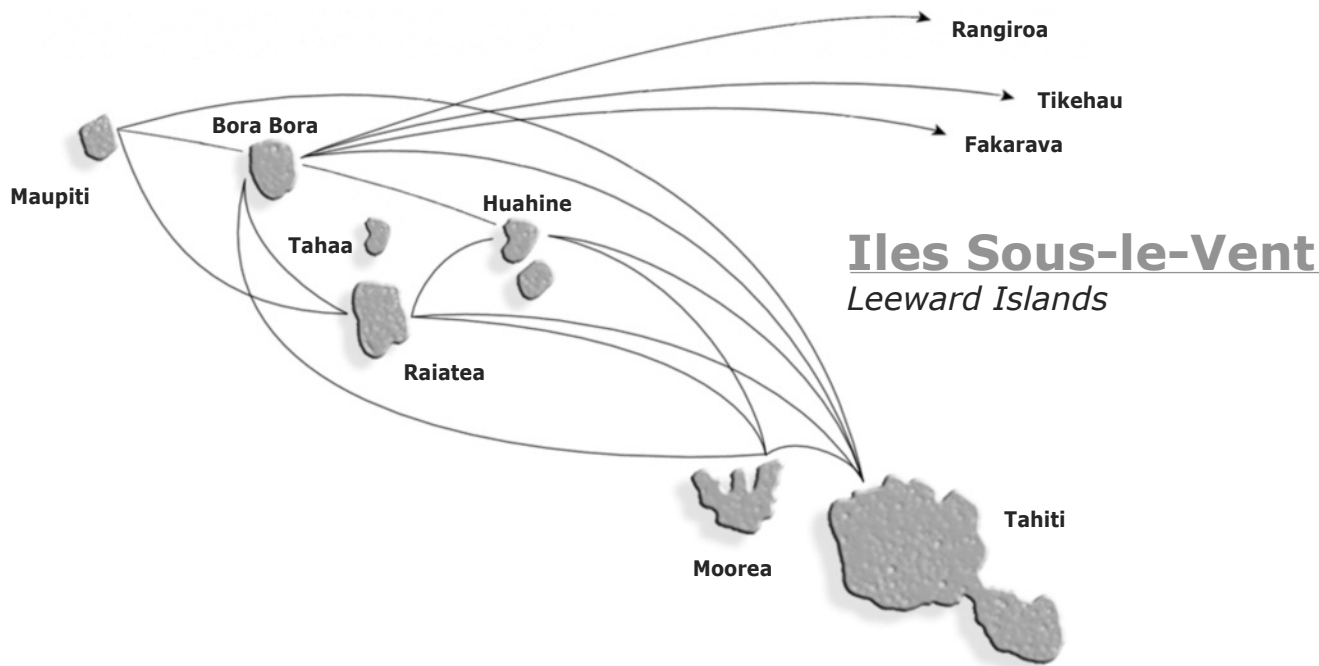 Rangiroa
Tikehau
Bora Bora
Fakarava
Maupiti
Huahine
Tahaa
Iles Sous-le-Vent
Leeward Islands
Raiatea
Tahiti
Moorea